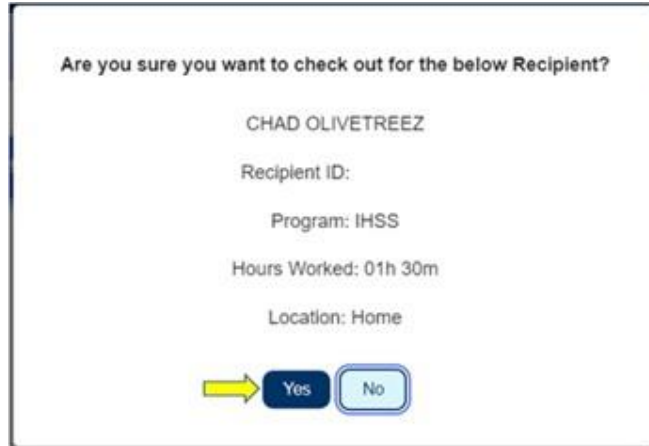 Are you sure you want to check out for the below Recipient?
CHAD OLIVETREEZ
Recipient ID:
Program: IHSS
Hours Worked: 01h 30m
Location: Home
Yes No